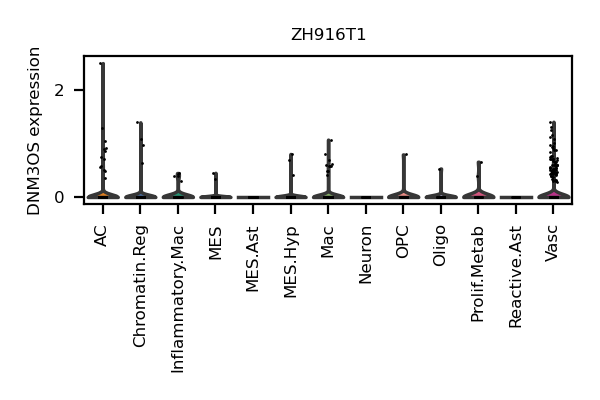 ZH916T1
DNM3OS expression
2
0
AC
Chromatin.Reg
Inflammatory.Mac
MES
MES.Ast
MES.Hyp
Mac
Neuron
OPC
Oligo
Prolif.Metab
Reactive.Ast
Vasc